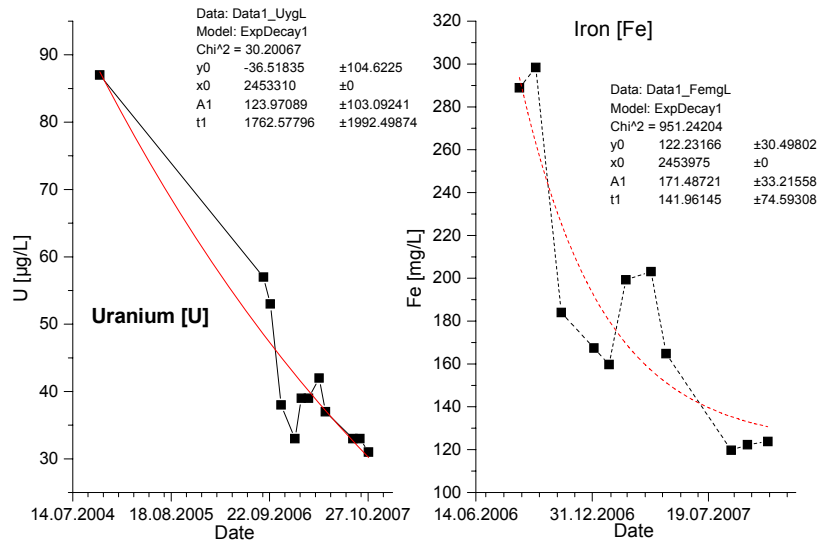 Data: Data1_UygL
Model: ExpDecay1
Chi^2 = 30.20067
y0 -36.51835 ±104.6225
x0 2453310 ±0
A1 123.97089 ±103.09241
t1 1762.57796 ±1992.49874
90
80
70
60
50
40
30
U [µg/L]
Uranium [U]
14.07.2004 18.08.2005 22.09.2006 27.10.2007
Date
Iron [Fe]
Data: Data1_FemgL
Model: ExpDecay1
Chi^2 = 951.24204
y0 122.23166 ±30.49802
x0 2453975 ±0
A1 171.48721 ±33.21558
t1 141.96145 ±74.59308
320
300
280
260
240
220
200
180
160
140
120
100
Fe [mg/L]
14.06.2006 31.12.2006 19.07.2007
Date